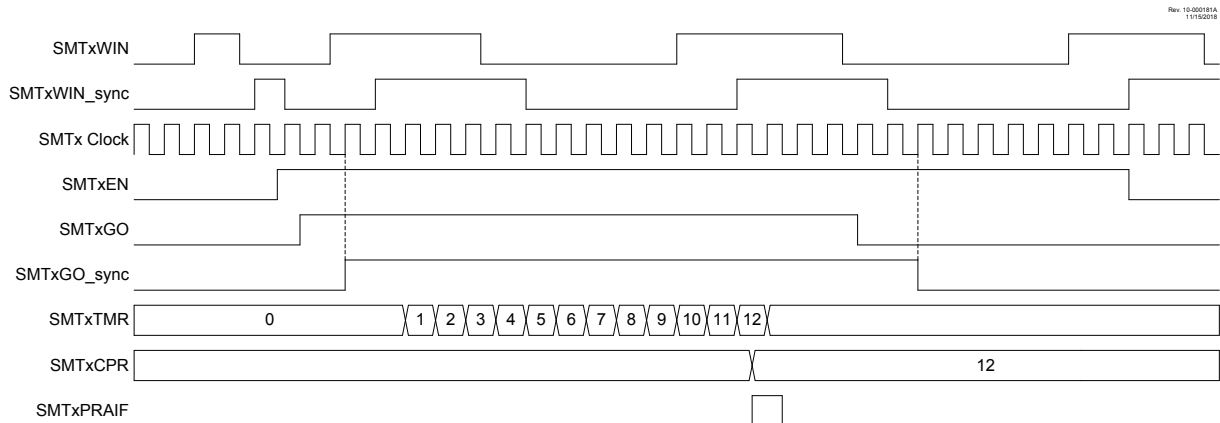 Rev. 10-000181A
11/15/2016
SMTxWIN
SMTxWIN_sync
SMTx Clock
SMTxEN
SMTxGO
SMTxGO_sync
SMTxTMR 0 1 2 3 4 5 6 7 8 9 10 11 12
SMTxCPR 12
SMTxPRAIF